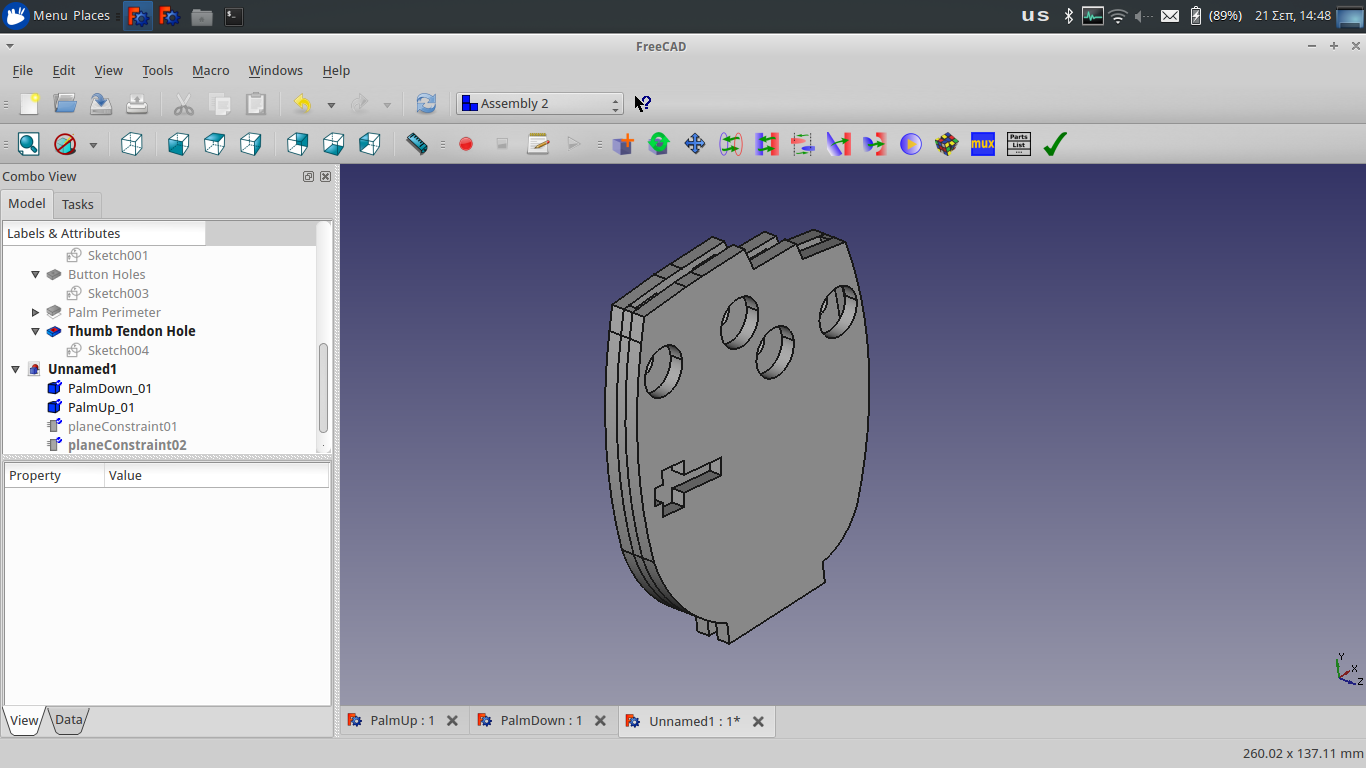 Menu Places us (89%) 21 Σεπ, 14:48
FreeCAD
File Edit View Tools Macro Windows Help
Assembly 2
mux Parts List ...
Combo View
Model Tasks
Labels & Attributes
Sketch001
Button Holes
Sketch003
Palm Perimeter
Thumb Tendon Hole
Sketch004
Unnamed1
PalmDown_01
PalmUp_01
planeConstraint01
planeConstraint02
Property Value
Y
X
Z
View Data
PalmUp : 1 PalmDown : 1 Unnamed1 : 1*
260.02 x 137.11 mm